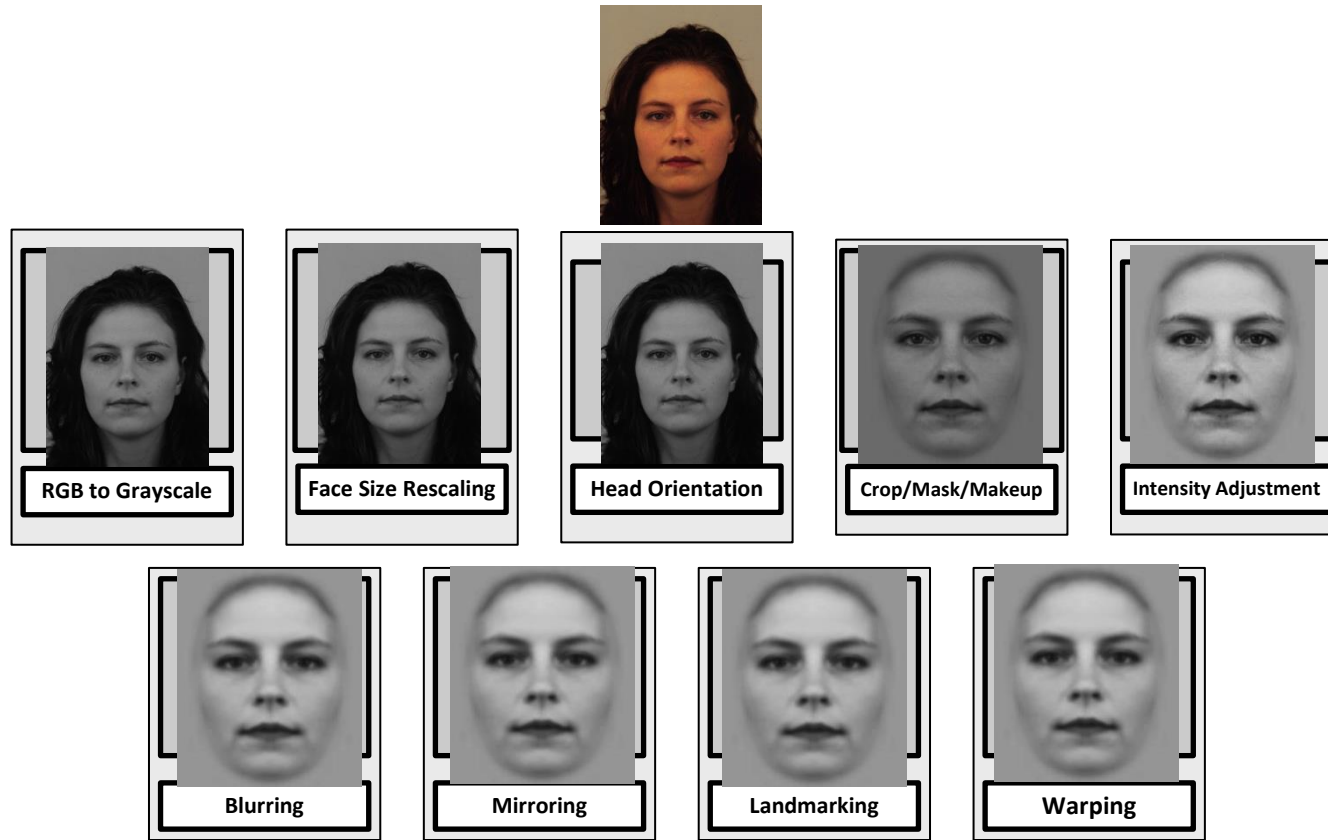 RGB to Grayscale
Face Size Rescaling
Head Orientation
Crop/Mask/Makeup
Intensity Adjustment
Blurring
Mirroring
Landmarking
Warping